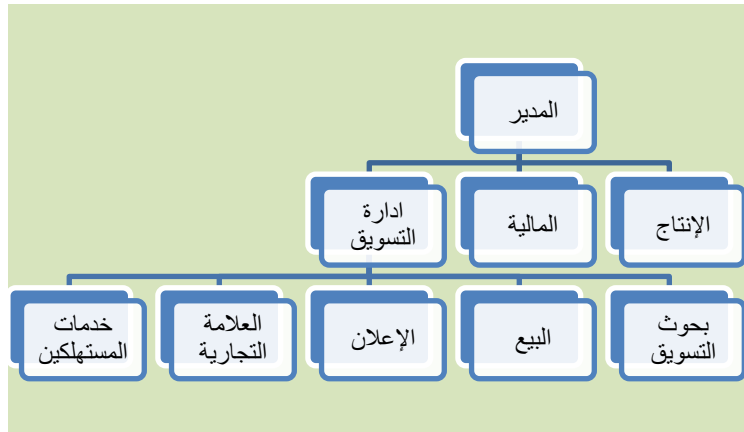 المدير
الإنتاج
المالية
ادارة
التسويق
بحوث
التسويق
البيع
الإعلان
العلامة
التجارية
خدمات
المستهلكين